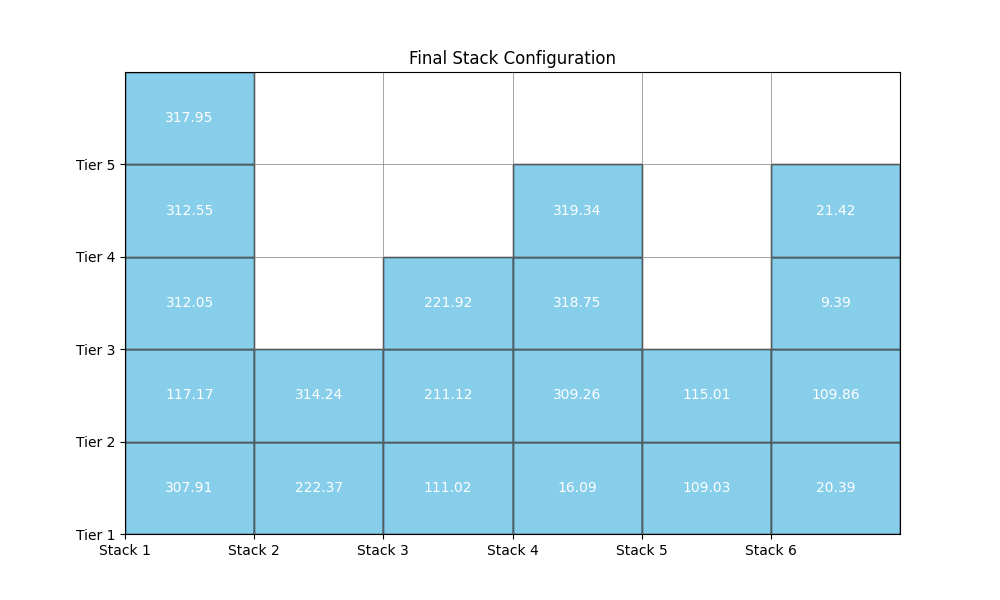 Final Stack Configuration
317.95
Tier 5
312.55 319.34 21.42
Tier 4
312.05 221.92 318.75 9.39
Tier 3
117.17 314.24 211.12 309.26 115.01 109.86
Tier 2
307.91 222.37 111.02 16.09 109.03 20.39
Tier 1
Stack 1 Stack 2 Stack 3 Stack 4 Stack 5 Stack 6